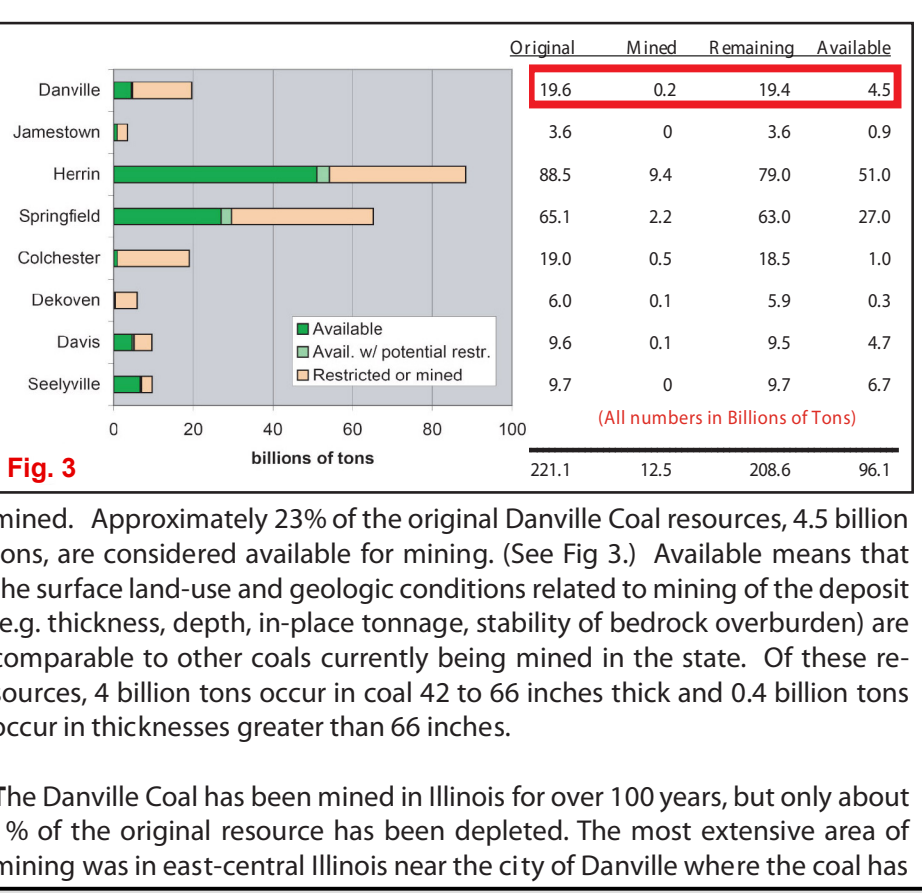 Original Mined Remaining Available
Danville 19.6 0.2 19.4 4.5
Jamestown 3.6 0 3.6 0.9
Herrin 88.5 9.4 79.0 51.0
Springfield 65.1 2.2 63.0 27.0
Colchester 19.0 0.5 18.5 1.0
Dekoven 6.0 0.1 5.9 0.3
Available
Davis 9.6 0.1 9.5 4.7
Avail. w/ potential restr.
Restricted or mined
Seelyville 9.7 0 9.7 6.7
(All numbers in Billions of Tons)
0 20 40 60 80 100
billions of tons
Fig. 3
221.1 12.5 208.6 96.1
mined. Approximately 23% of the original Danville Coal resources, 4.5 billion
tons, are considered available for mining. (See Fig 3.) Available means that
the surface land-use and geologic conditions related to mining of the deposit
(e.g. thickness, depth, in-place tonnage, stability of bedrock overburden) are
comparable to other coals currently being mined in the state. Of these re-
sources, 4 billion tons occur in coal 42 to 66 inches thick and 0.4 billion tons
occur in thicknesses greater than 66 inches.
The Danville Coal has been mined in Illinois for over 100 years, but only about
% of the original resource has been depleted. The most extensive area of
mining was in east-central Illinois near the city of Danville where the coal has